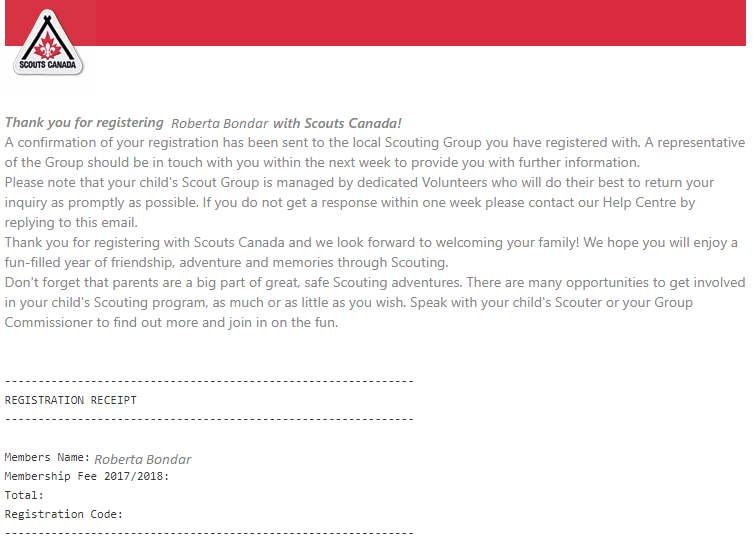 SCOUTS CANADA
Thank you for registering Roberta Bondar with Scouts Canada!
A confirmation of your registration has been sent to the local Scouting Group you have registered with. A representative
of the Group should be in touch with you within the next week to provide you with further information.
Please note that your child's Scout Group is managed by dedicated Volunteers who will do their best to return your
inquiry as promptly as possible. If you do not get a response within one week please contact our Help Centre by
replying to this email.
Thank you for registering with Scouts Canada and we look forward to welcoming your family! We hope you will enjoy a
fun-filled year of friendship, adventure and memories through Scouting.
Don't forget that parents are a big part of great, safe Scouting adventures. There are many opportunities to get involved
in your child's Scouting program, as much or as little as you wish. Speak with your child's Scouter or your Group
Commissioner to find out more and join in on the fun.
--------------------------------------------------------------
REGISTRATION RECEIPT
--------------------------------------------------------------
Members Name: Roberta Bondar
Membership Fee 2017/2018:
Total:
Registration Code:
--------------------------------------------------------------